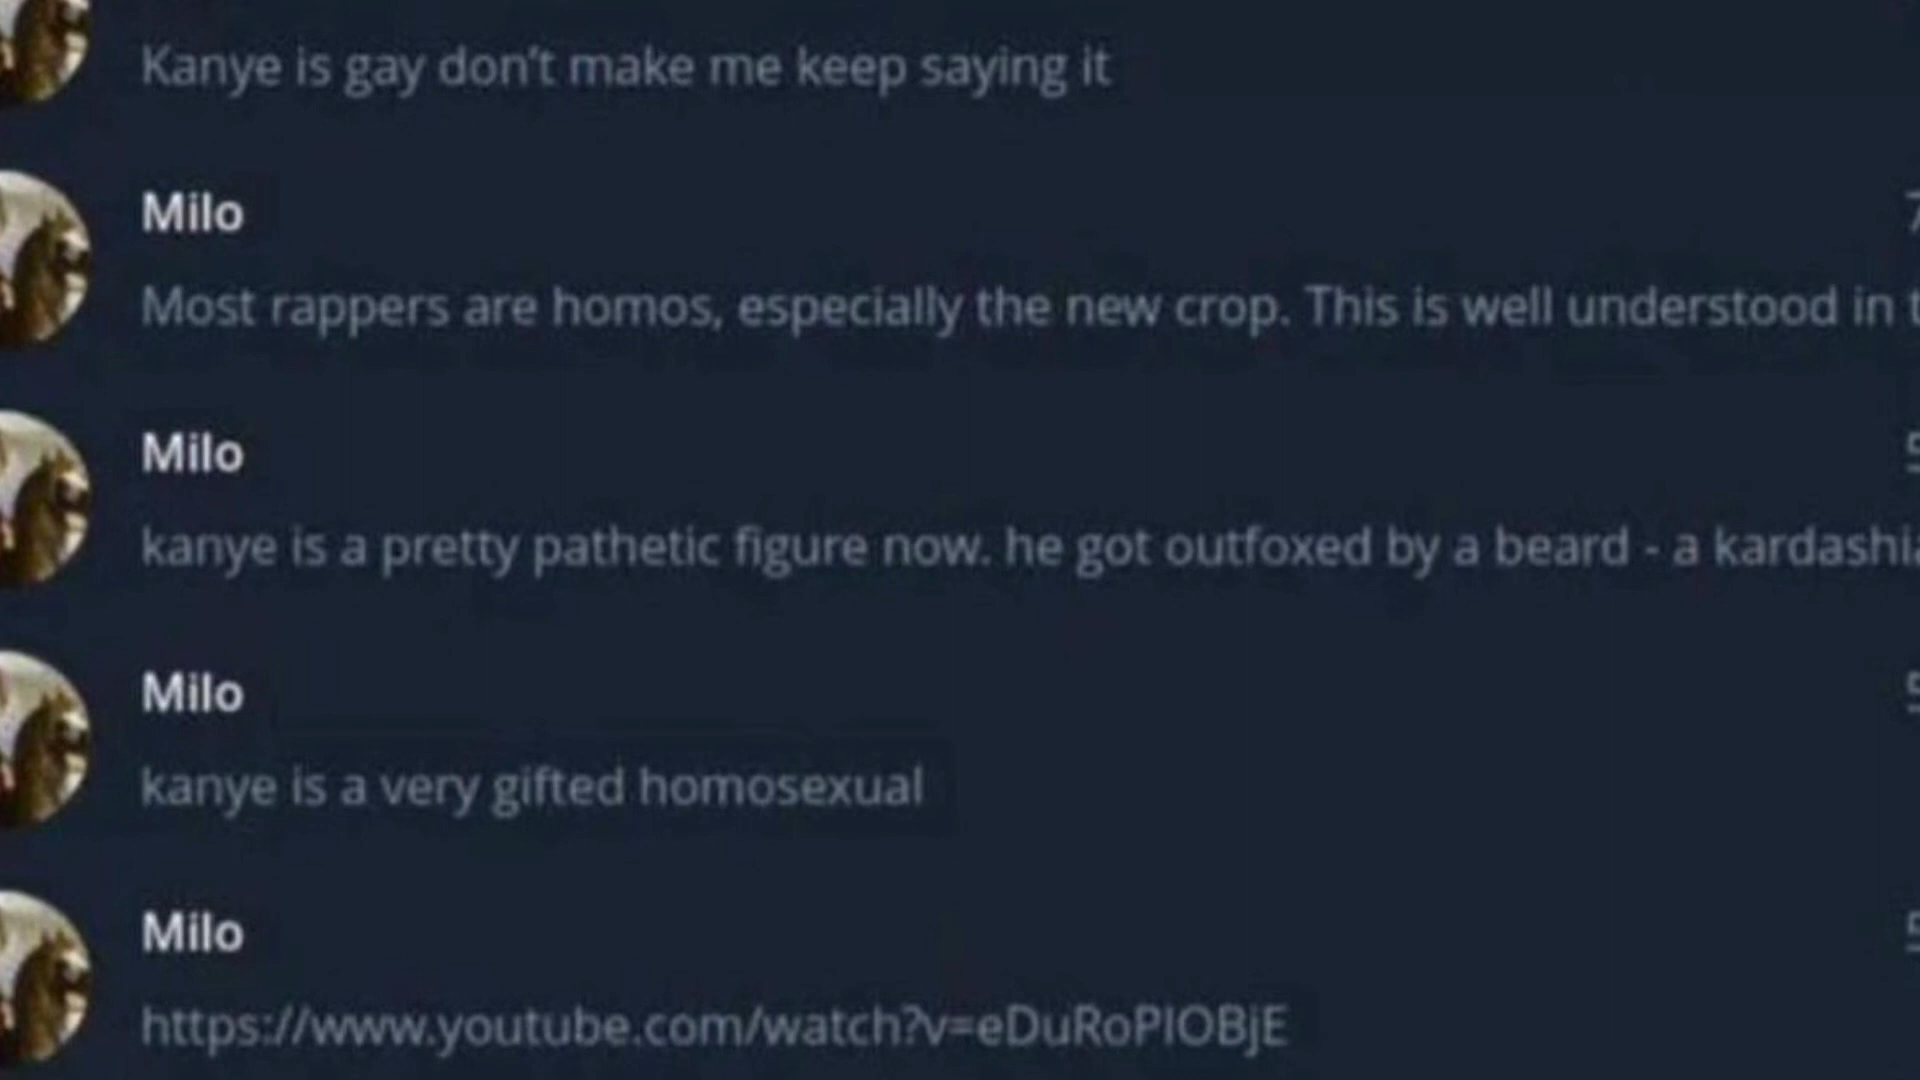 Kanye is gay don't make me keep saying it
Milo
Most rappers are homos, especially the new crop. This is well understood in
Milo
kanye is a pretty pathetic figure now. he got outfoxed by a beard - a kardashia
Milo
kanye is a very gifted homosexual
Milo
https://www.youtube.com/watch?v=eDuRoPIOBjE